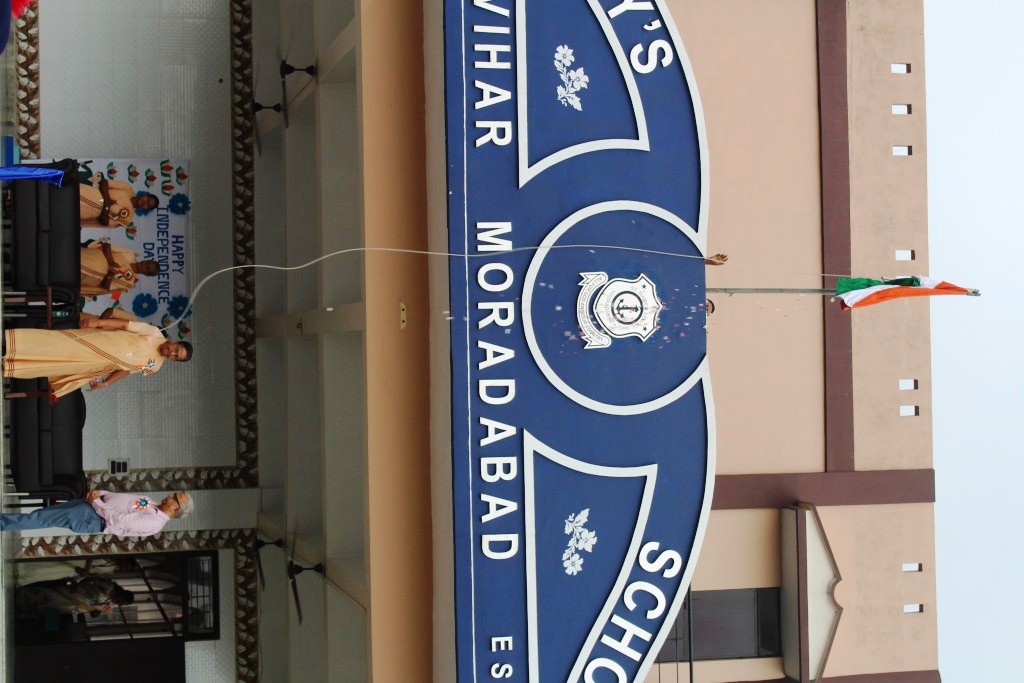 Y'S SCHO
VIHAR MORADABAD ES
HAPPY
INDEPENDENCE
DAY